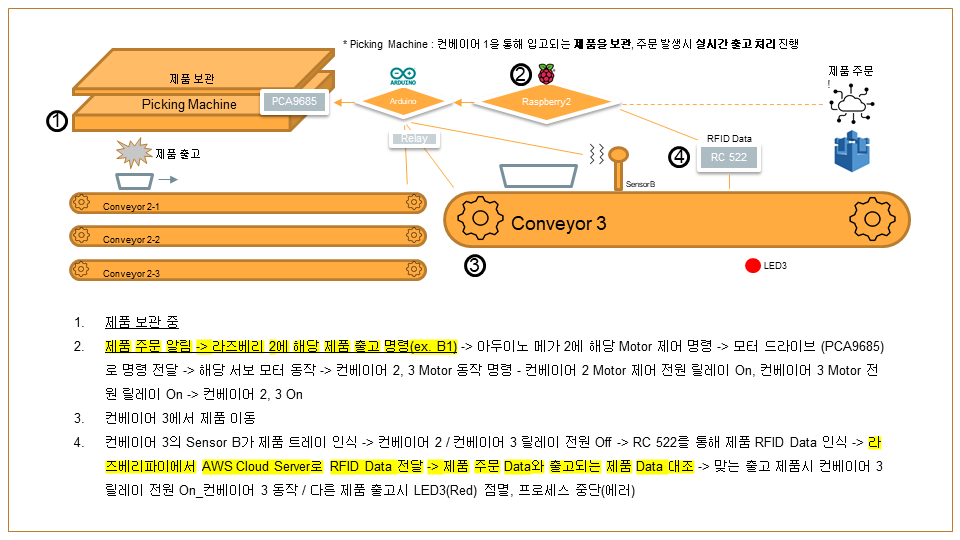 * Picking Machine : 컨베이어 1을 통해 입고되는 제품을 보관, 주문 발생시 실시간 출고 처리 진행
제품 보관
Picking Machine
PCA9685
1
ARDUINO
Arduino
2
Raspberry2
제품 주문
!
Relay
RFID Data
4
RC 522
제품 출고
SensorB
Conveyor 2-1
Conveyor 2-2
Conveyor 2-3
Conveyor 3
3
LED3
1. 제품 보관 중
2. 제품 주문 알림 -> 라즈베리 2에 해당 제품 출고 명령(ex. B1) -> 아두이노 메가 2에 해당 Motor 제어 명령 -> 모터 드라이브 (PCA9685)
로 명령 전달 -> 해당 서보 모터 동작 -> 컨베이어 2, 3 Motor 동작 명령 - 컨베이어 2 Motor 제어 전원 릴레이 On, 컨베이어 3 Motor 전
원 릴레이 On -> 컨베이어 2, 3 On
3. 컨베이어 3에서 제품 이동
4. 컨베이어 3의 Sensor B가 제품 트레이 인식 -> 컨베이어 2 / 컨베이어 3 릴레이 전원 Off -> RC 522를 통해 제품 RFID Data 인식 -> 라
즈베리파이에서 AWS Cloud Server로 RFID Data 전달 -> 제품 주문 Data와 출고되는 제품 Data 대조 -> 맞는 출고 제품시 컨베이어 3
릴레이 전원 On_컨베이어 3 동작 / 다른 제품 출고시 LED3(Red) 점멸, 프로세스 중단(에러)